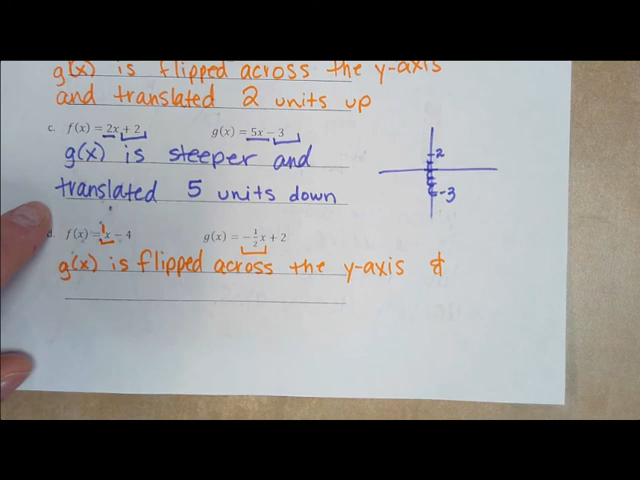 g(x) is flipped across the y-axis
and translated 2 units up
c. f(x) = 2x + 2 g(x) = 5x − 3
g(x) is steeper and
translated 5 units down
2
-3
d. f(x) = 1x − 4 g(x) = −1/2x + 2
g(x) is flipped across the y-axis &